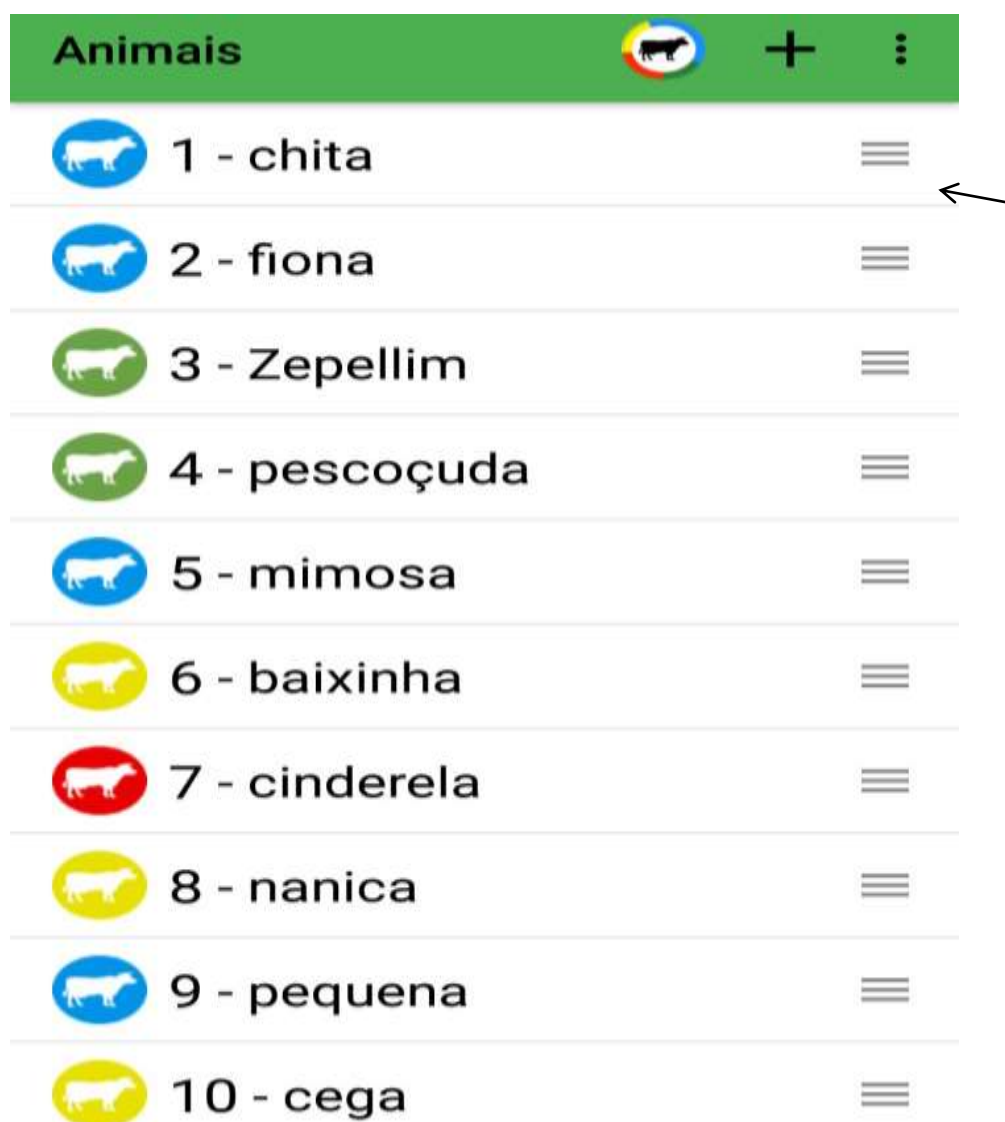 Animais
1 - chita
2 - fiona
3 - Zepellim
4 - pescoçuda
5 - mimosa
6 - baixinha
7 - cinderela
8 - nanica
9 - pequena
10 - cega